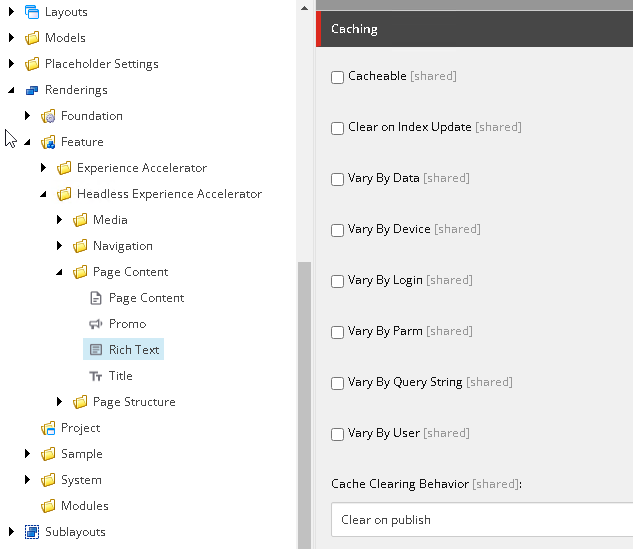 Layouts
Models
Placeholder Settings
Renderings
Foundation
Feature
Experience Accelerator
Headless Experience Accelerator
Media
Navigation
Page Content
Page Content
Promo
Rich Text
Title
Page Structure
Project
Sample
System
Modules
Sublayouts
Caching
Cacheable [shared]
Clear on Index Update [shared]
Vary By Data [shared]
Vary By Device [shared]
Vary By Login [shared]
Vary By Parm [shared]
Vary By Query String [shared]
Vary By User [shared]
Cache Clearing Behavior [shared]:
Clear on publish